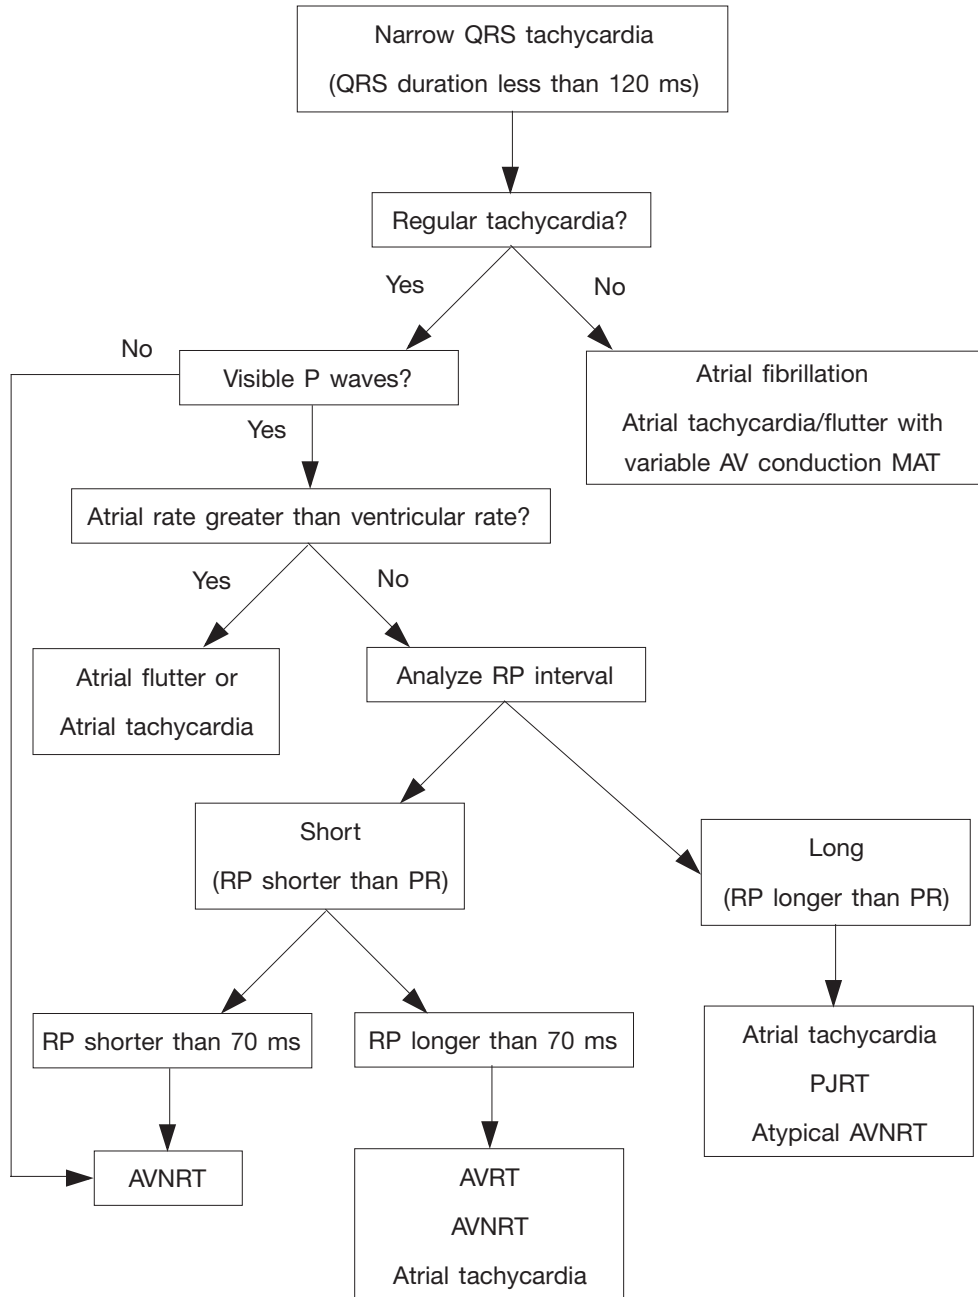 Narrow QRS tachycardia
(QRS duration less than 120 ms)
Regular tachycardia?
Yes
No
No
Visible P waves?
Atrial fibrillation
Atrial tachycardia/flutter with
variable AV conduction MAT
Yes
Atrial rate greater than ventricular rate?
Yes
No
Atrial flutter or
Atrial tachycardia
Analyze RP interval
Short
(RP shorter than PR)
Long
(RP longer than PR)
RP shorter than 70 ms
RP longer than 70 ms
Atrial tachycardia
PJRT
Atypical AVNRT
AVNRT
AVRT
AVNRT
Atrial tachycardia